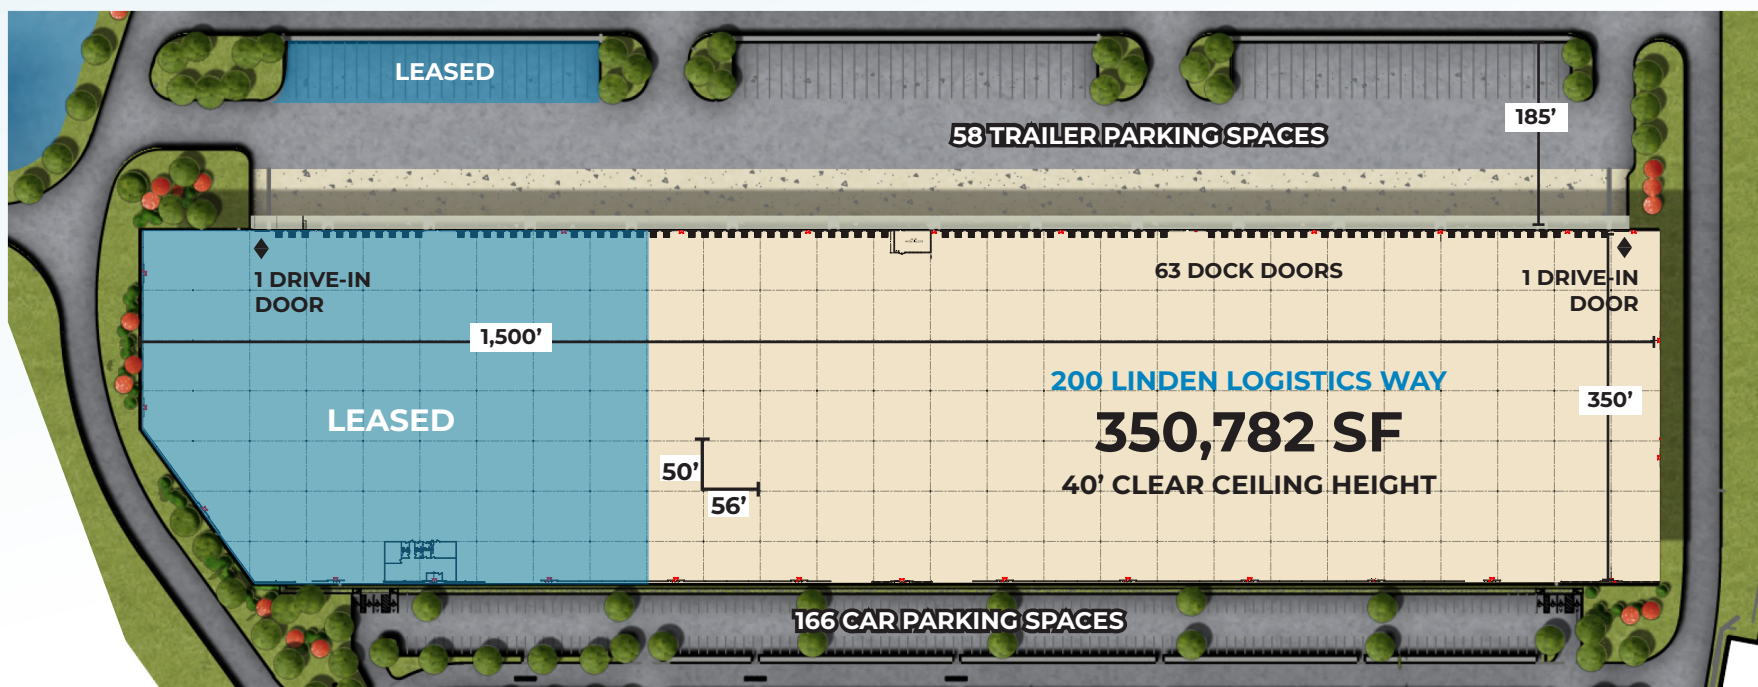 LEASED
58 TRAILER PARKING SPACES
185’
1 DRIVE-IN
DOOR
63 DOCK DOORS
1 DRIVE-IN
DOOR
1,500’
200 LINDEN LOGISTICS WAY
350,782 SF
40’ CLEAR CEILING HEIGHT
350’
LEASED
50’
56’
166 CAR PARKING SPACES